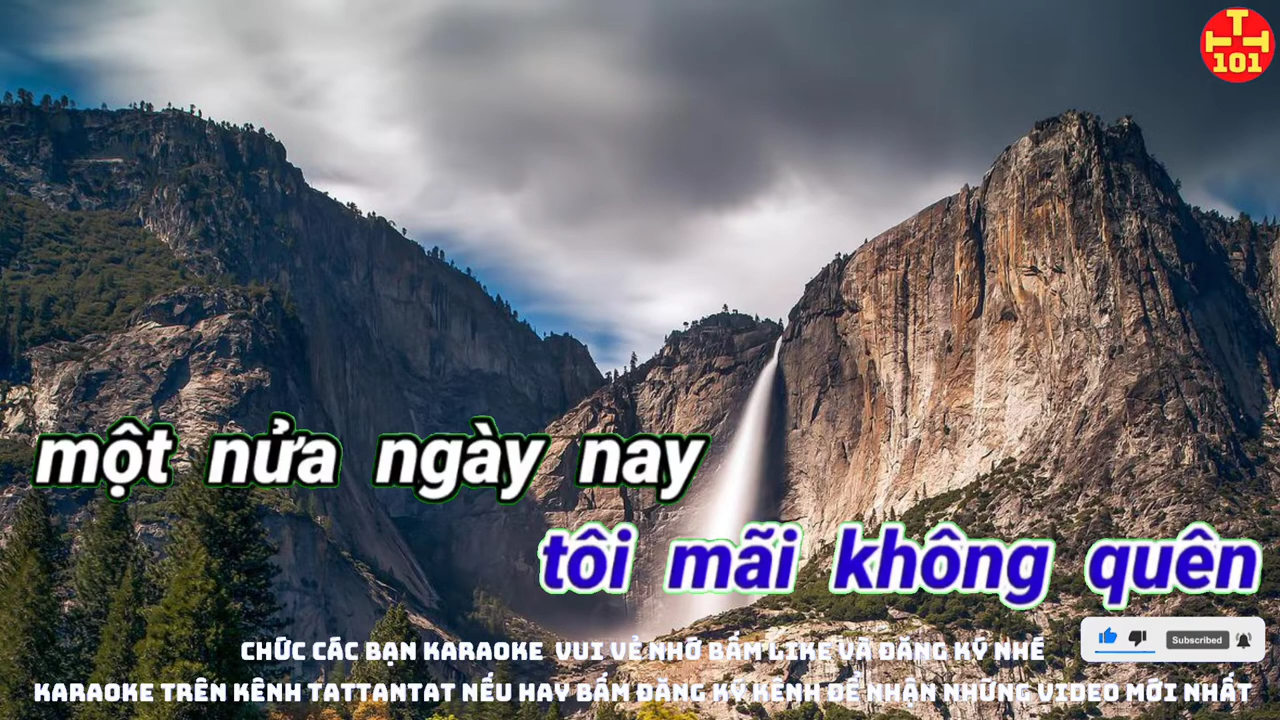 T
T T
101
một nửa ngày nay
tôi mãi không quên
CHÚC CÁC BẠN KARAOKE VUI VẺ NHỚ BẤM LIKE VÀ ĐĂNG KÝ NHÉ
Subscribed
KARAOKE TRÊN KÊNH TATTANTAT NẾU HAY BẤM ĐĂNG KÝ KÊNH ĐỂ NHẬN NHỮNG VIDEO MỚI NHẤT